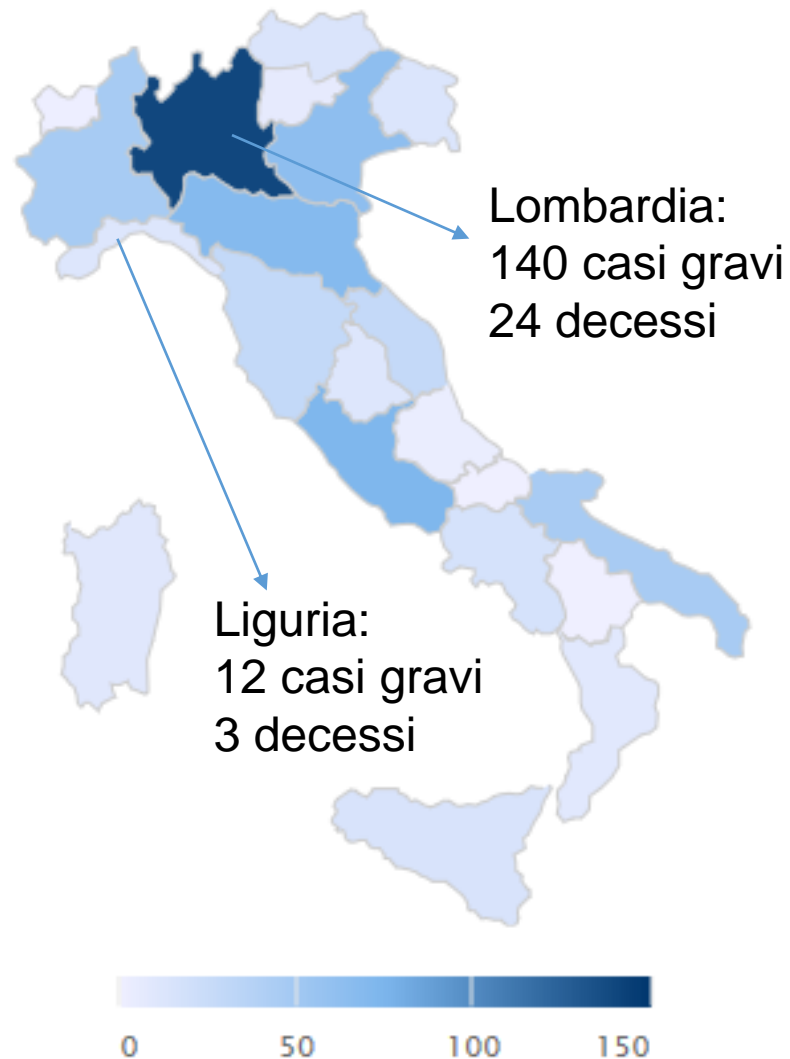 Lombardia:
140 casi gravi
24 decessi
Liguria:
12 casi gravi
3 decessi
0 50 100 150